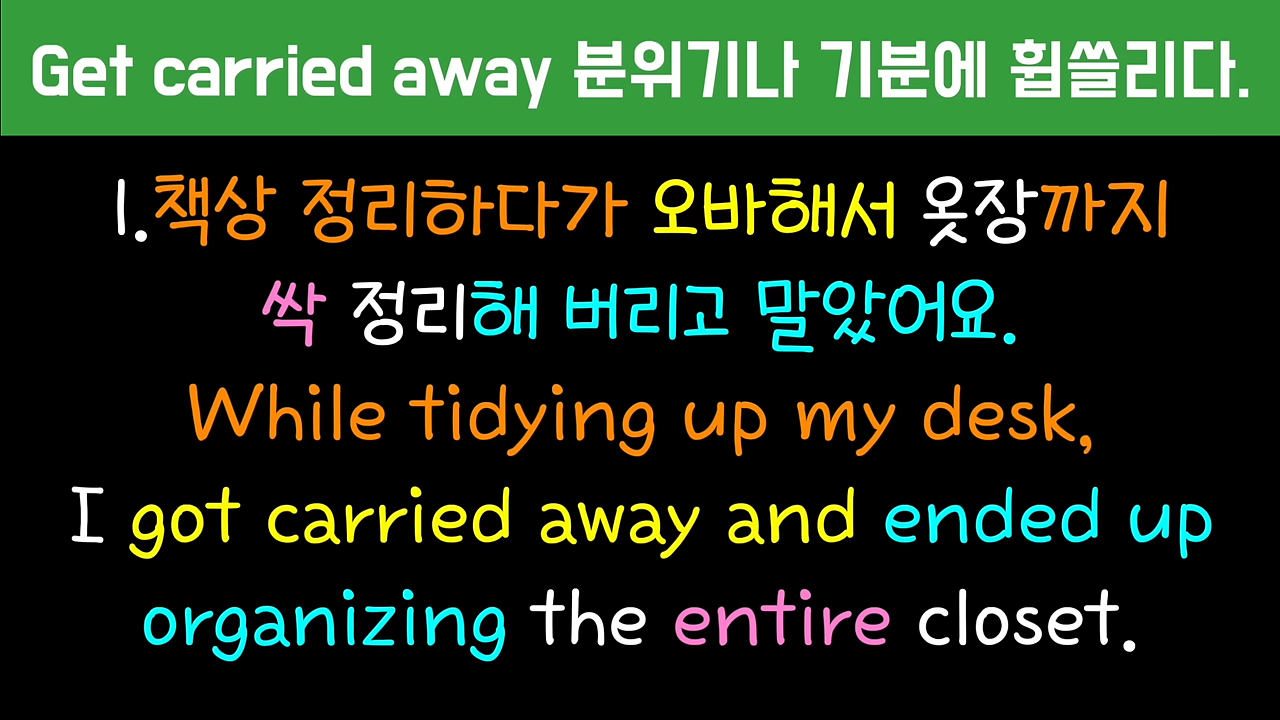 Get carried away 분위기나 기분에 휩쓸리다.
1.책상 정리하다가 오바해서 옷장까지
싹 정리해 버리고 말았어요.
While tidying up my desk,
I got carried away and ended up
organizing the entire closet.